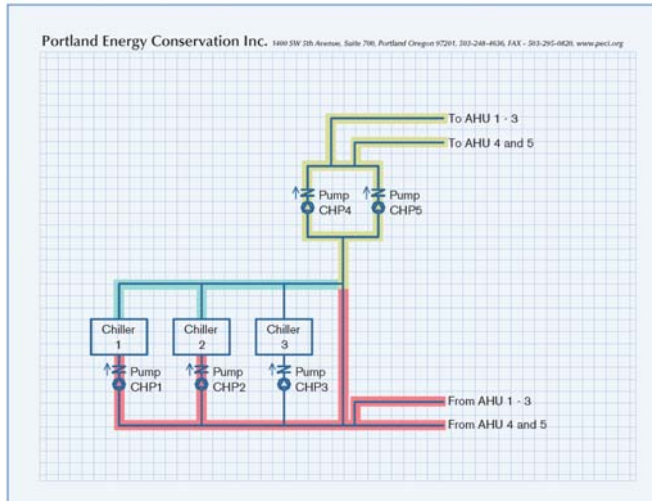 Portland Energy Conservation Inc. 1400 SW 5th Avenue, Suite 700, Portland Oregon 97201, 503-248-4636, FAX - 503-295-0820, www.peci.org
To AHU 1 - 3
To AHU 4 and 5
Pump CHP4
Pump CHP5
Chiller 1
Chiller 2
Chiller 3
Pump CHP1
Pump CHP2
Pump CHP3
From AHU 1 - 3
From AHU 4 and 5